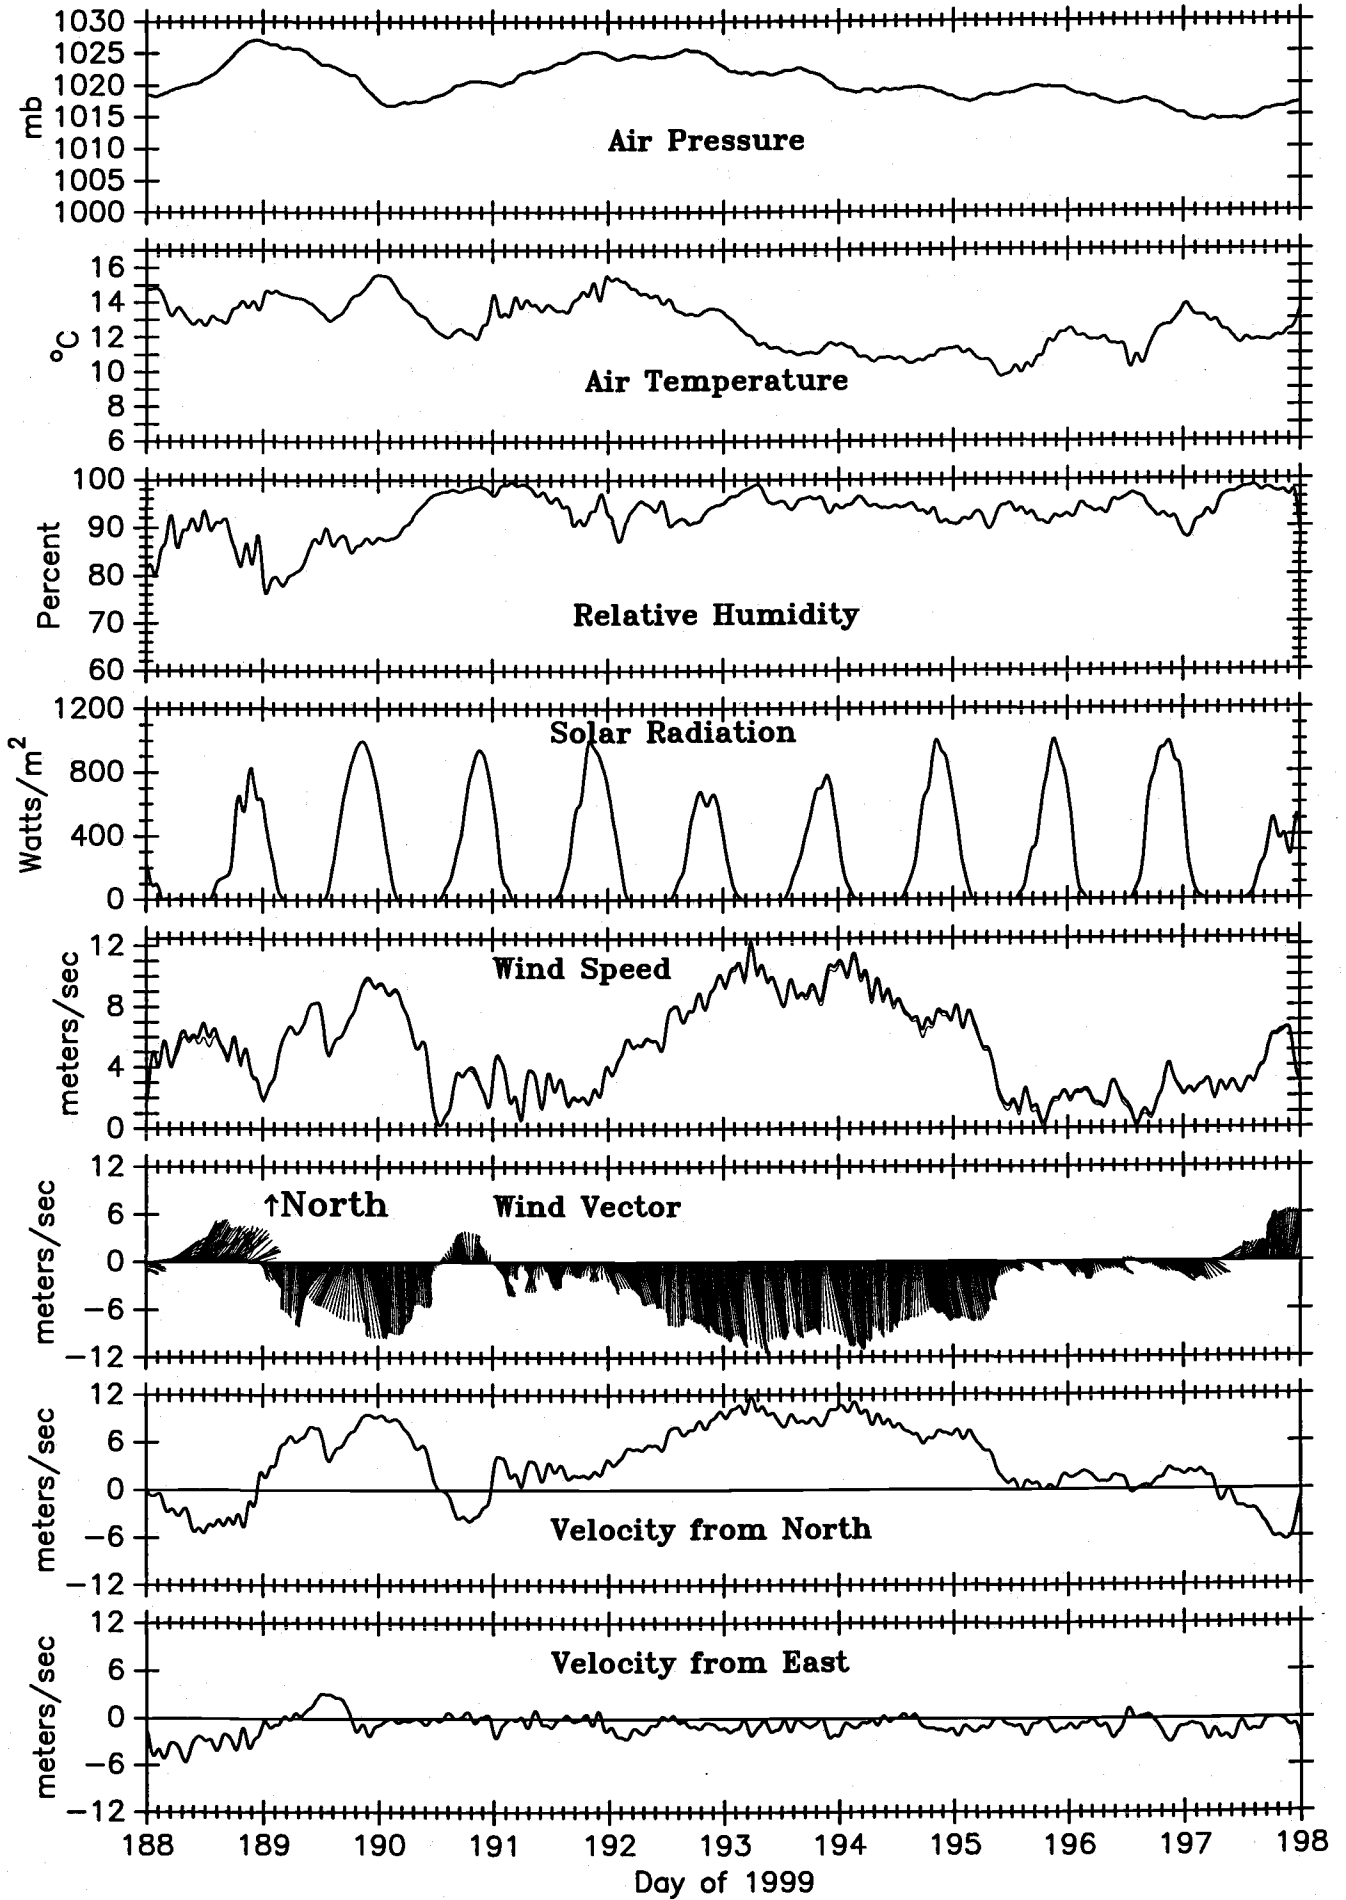 1030
1025
1020
1015
1010
1005
1000
mb
Air Pressure
16
14
12
10
8
6
°C
Air Temperature
100
90
80
70
60
Percent
Relative Humidity
1200
800
400
0
Watts/m²
Solar Radiation
12
8
4
0
meters/sec
Wind Speed
12
6
0
−6
−12
meters/sec
↑North
Wind Vector
12
6
0
−6
−12
meters/sec
Velocity from North
12
6
0
−6
−12
meters/sec
Velocity from East
188 189 190 191 192 193 194 195 196 197 198
Day of 1999